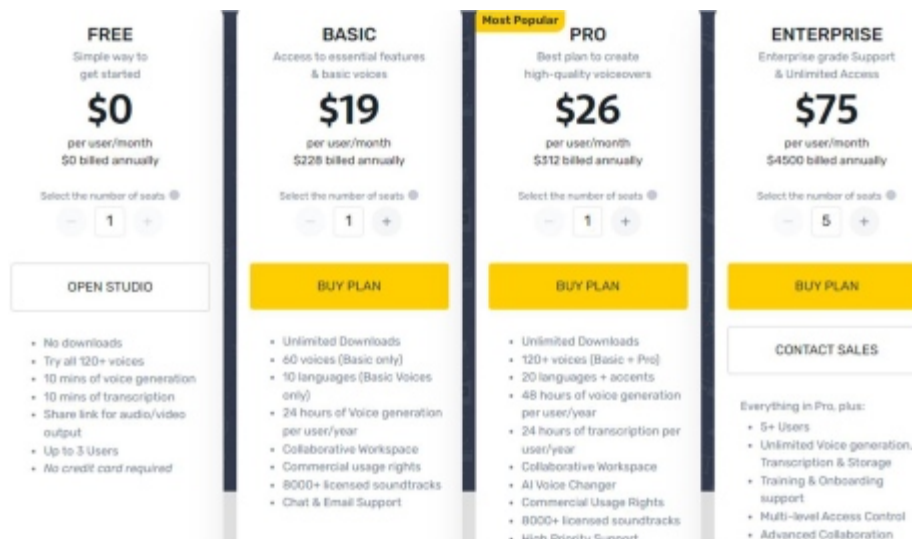 FREE
Simple way to
get started
$0
per user/month
$0 billed annually
Select the number of seats
1
OPEN STUDIO
No downloads
Try all 120+ voices
10 mins of voice generation
10 mins of transcription
Share link for audio/video
output
Up to 3 Users
No credit card required
BASIC
Access to essential features
& basic voices
$19
per user/month
$228 billed annually
Select the number of seats
1
BUY PLAN
Unlimited Downloads
60 voices (Basic only)
10 languages (Basic Voices
only)
24 hours of Voice generation
per user/year
Collaborative Workspace
Commercial usage rights
8000+ licensed soundtracks
Chat & Email Support
Most Popular
PRO
Best plan to create
high-quality voiceovers
$26
per user/month
$312 billed annually
Select the number of seats
1
BUY PLAN
Unlimited Downloads
120+ voices (Basic + Pro)
20 languages + accents
48 hours of voice generation
per user/year
24 hours of transcription per
user/year
Collaborative Workspace
AI Voice Changer
Commercial Usage Rights
8000+ licensed soundtracks
High Priority Support
ENTERPRISE
Enterprise grade Support
& Unlimited Access
$75
per user/month
$4500 billed annually
Select the number of seats
5
BUY PLAN
CONTACT SALES
Everything in Pro, plus:
5+ Users
Unlimited Voice generation,
Transcription & Storage
Training & Onboarding
support
Multi-level Access Control
Advanced Collaboration